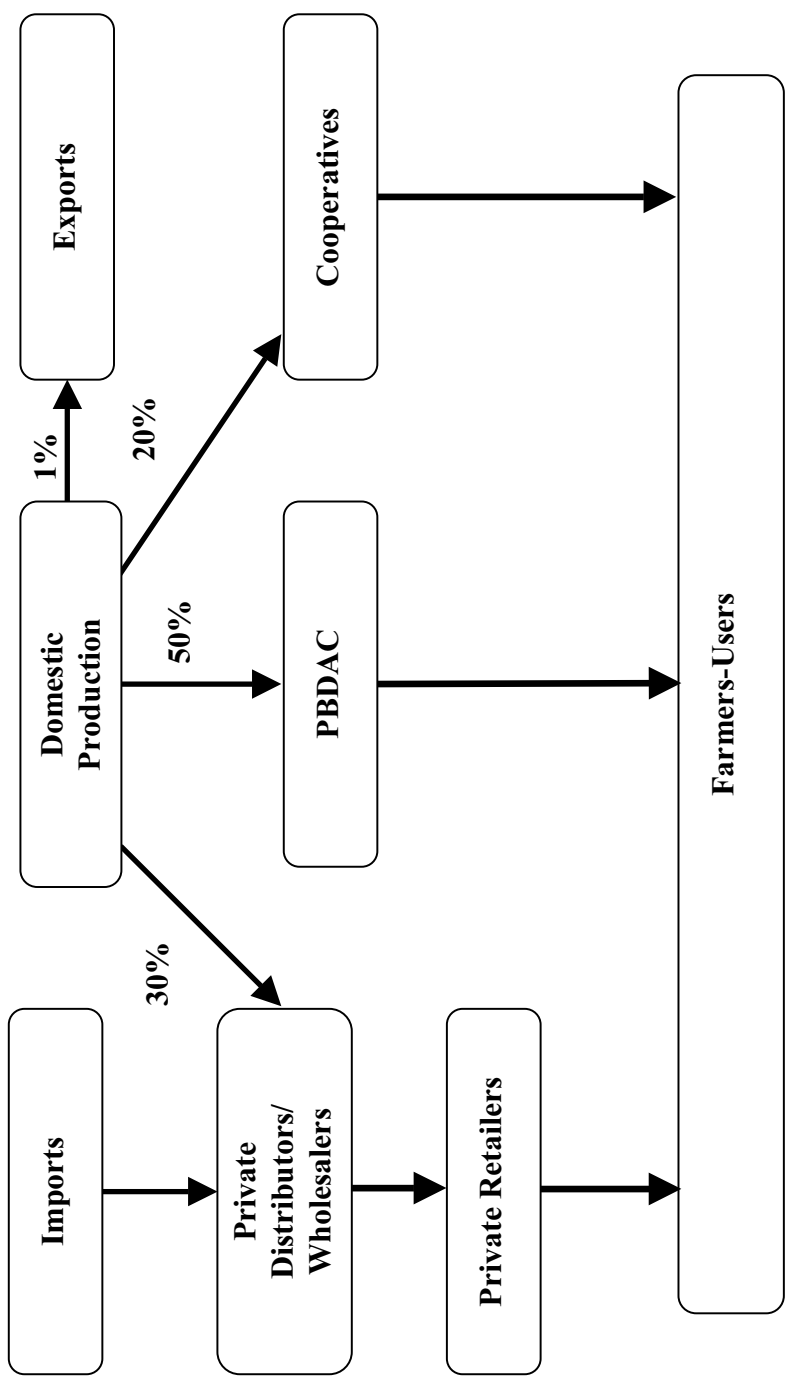 Imports
Domestic
Production
1%
Exports
30%
50%
20%
Private
Distributors/
Wholesalers
PBDAC
Cooperatives
Private Retailers
Farmers-Users